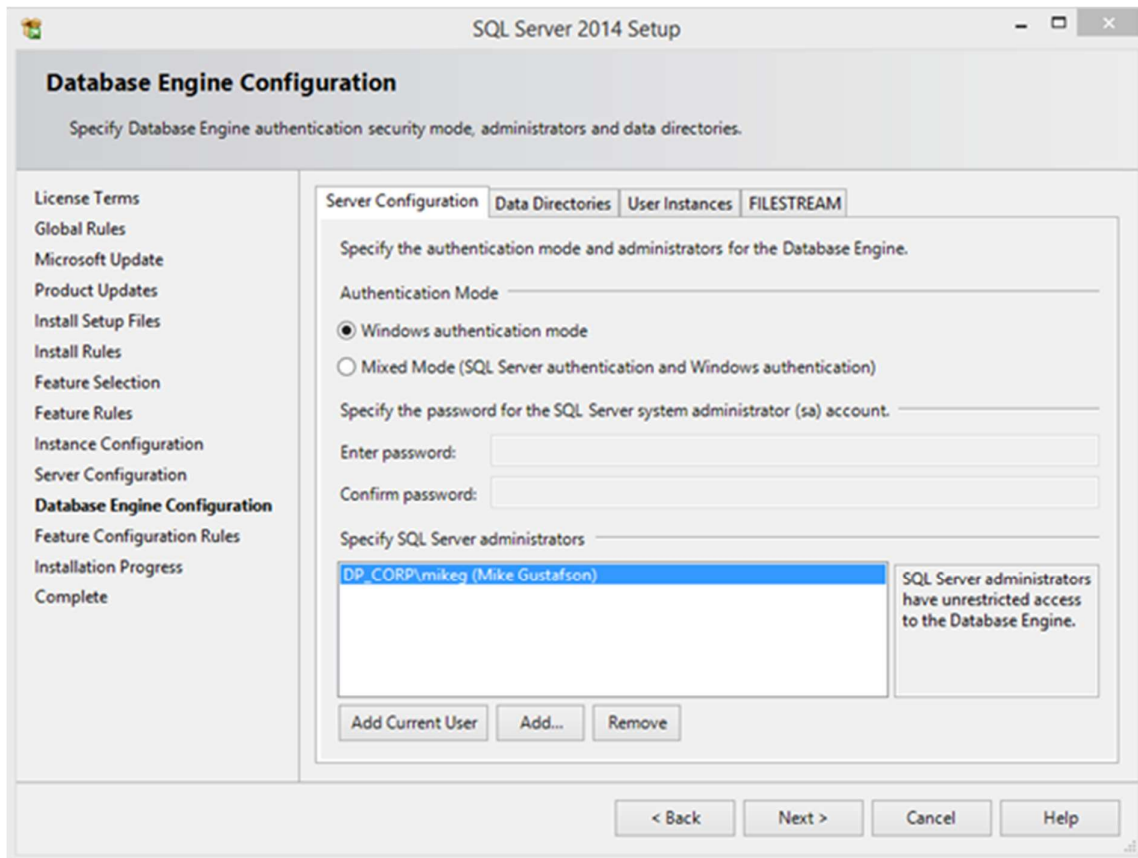 SQL Server 2014 Setup
Database Engine Configuration
Specify Database Engine authentication security mode, administrators and data directories.
License Terms
Global Rules
Microsoft Update
Product Updates
Install Setup Files
Install Rules
Feature Selection
Feature Rules
Instance Configuration
Server Configuration
Database Engine Configuration
Feature Configuration Rules
Installation Progress
Complete
Server Configuration
Data Directories
User Instances
FILESTREAM
Specify the authentication mode and administrators for the Database Engine.
Authentication Mode
Windows authentication mode
Mixed Mode (SQL Server authentication and Windows authentication)
Specify the password for the SQL Server system administrator (sa) account.
Enter password:
Confirm password:
Specify SQL Server administrators
DP_CORP\mikeg (Mike Gustafson)
SQL Server administrators
have unrestricted access
to the Database Engine.
Add Current User
Add...
Remove
< Back
Next >
Cancel
Help